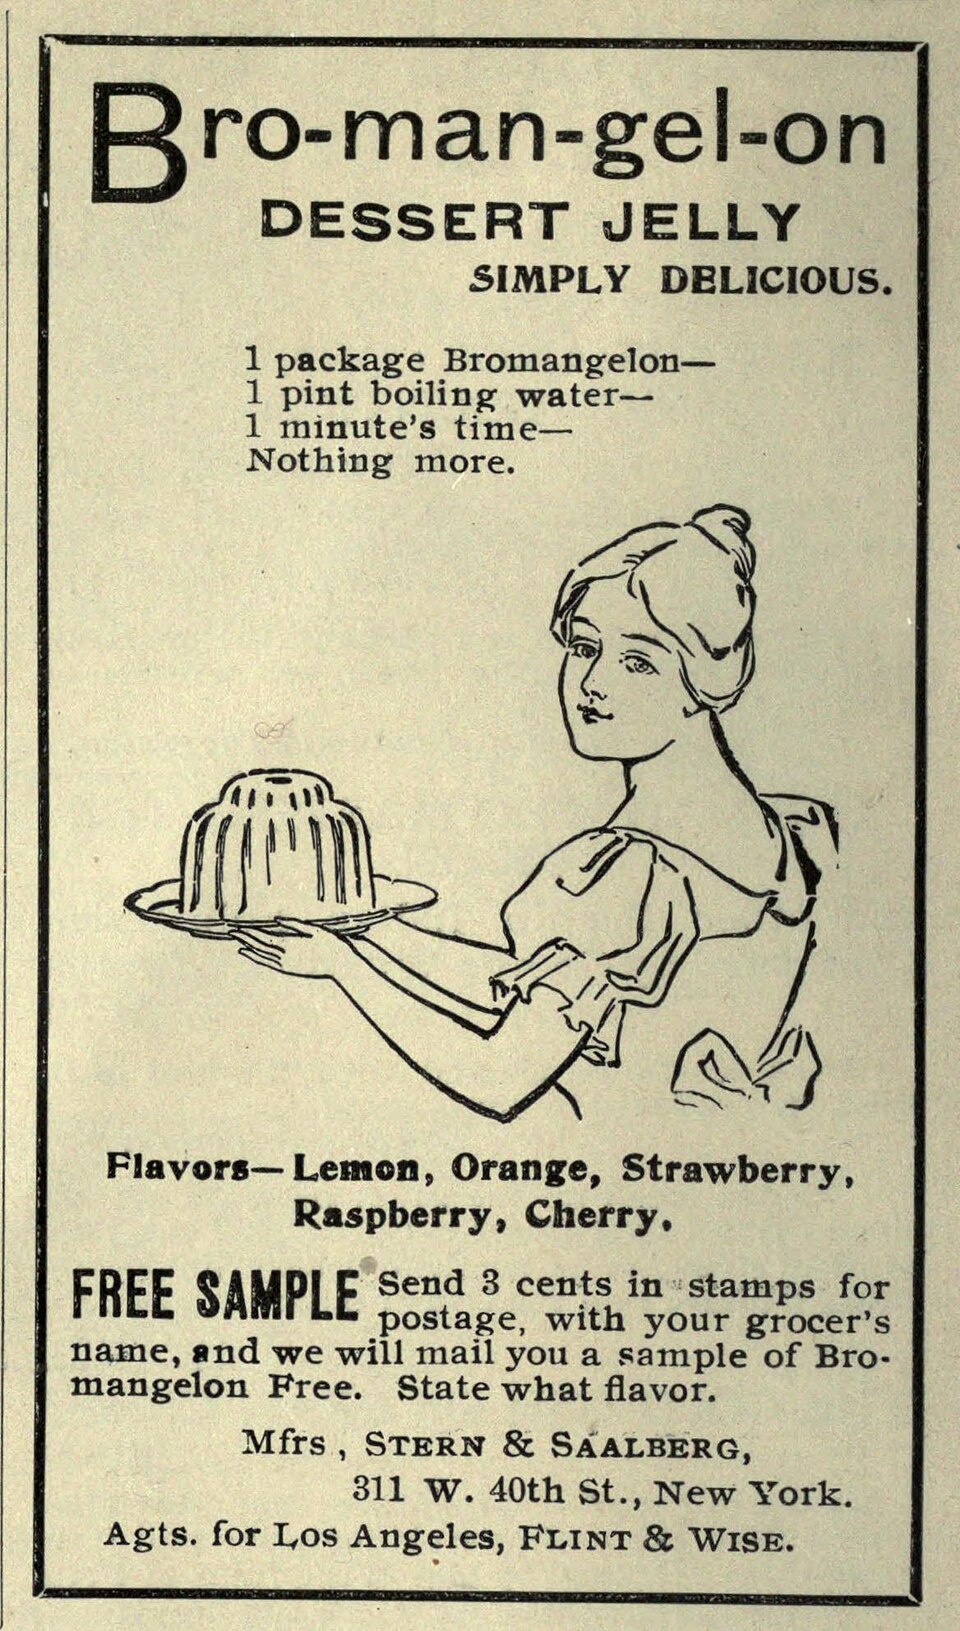 Bro-man-gel-on
DESSERT JELLY
SIMPLY DELICIOUS.
1 package Bromangelon—
1 pint boiling water—
1 minute's time—
Nothing more.
Flavors—Lemon, Orange, Strawberry,
Raspberry, Cherry.
FREE SAMPLE Send 3 cents in stamps for
postage, with your grocer's
name, and we will mail you a sample of Bro-
mangelon Free. State what flavor.
Mfrs, STERN & SAALBERG,
311 W. 40th St., New York.
Agts. for Los Angeles, FLINT & WISE.